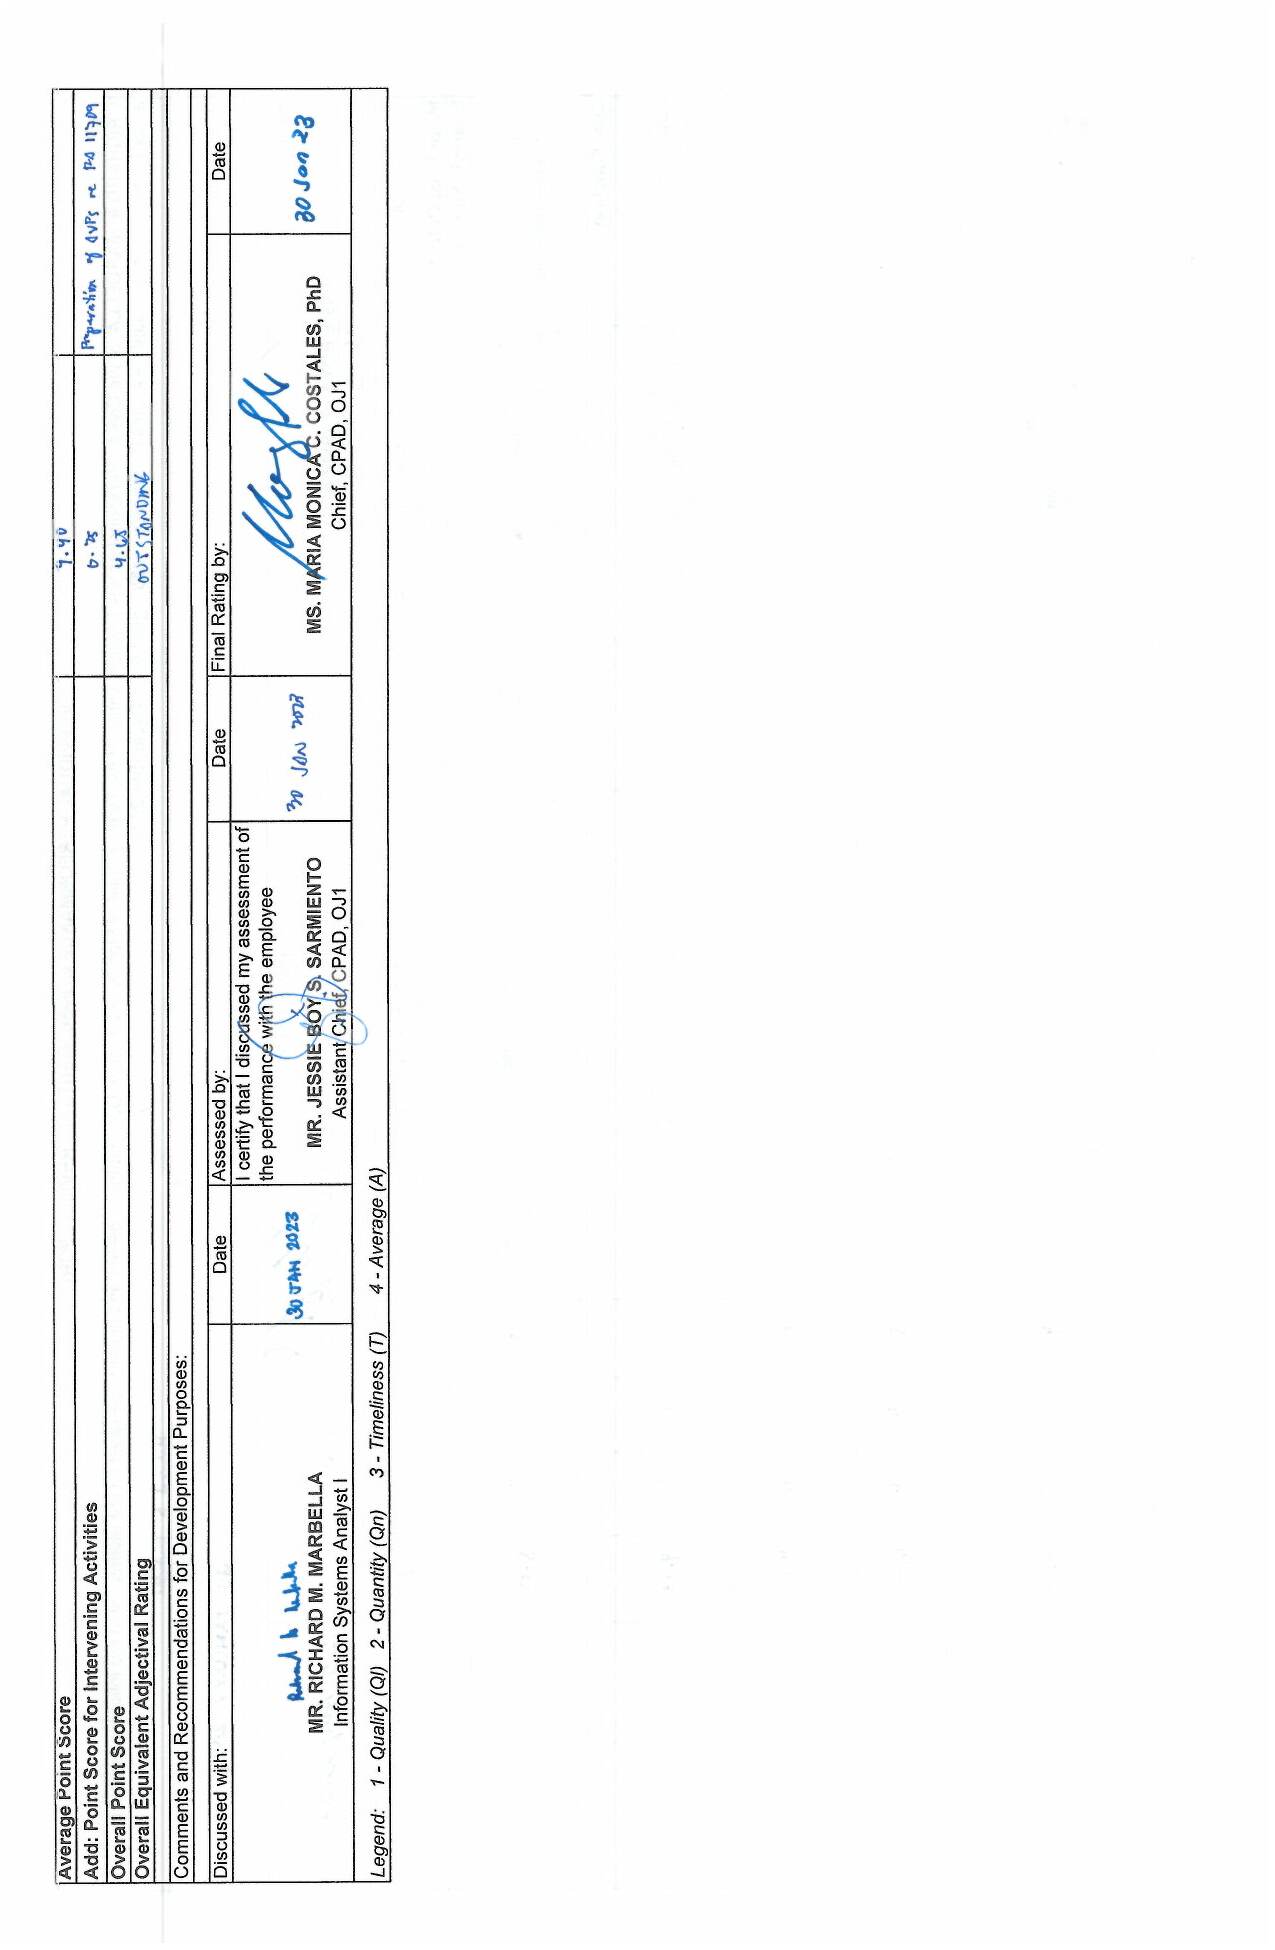 Average Point Score 4.40
Add: Point Score for Intervening Activities 0.25 Preparation of AVPs re RA 11709
Overall Point Score 4.65
Overall Equivalent Adjectival Rating OUTSTANDING
Comments and Recommendations for Development Purposes:
Discussed with: Date Assessed by: Date Final Rating by: Date
I certify that I discussed my assessment of
the performance with the employee
30 JAN 2023 30 JAN 2023 30 Jan 23
MR. RICHARD M. MARBELLA MR. JESSIE BOY S. SARMIENTO MS. MARIA MONICA C. COSTALES, PhD
Information Systems Analyst I Assistant Chief, CPAD, OJ1 Chief, CPAD, OJ1
Legend: 1 - Quality (Ql) 2 - Quantity (Qn) 3 - Timeliness (T) 4 - Average (A)